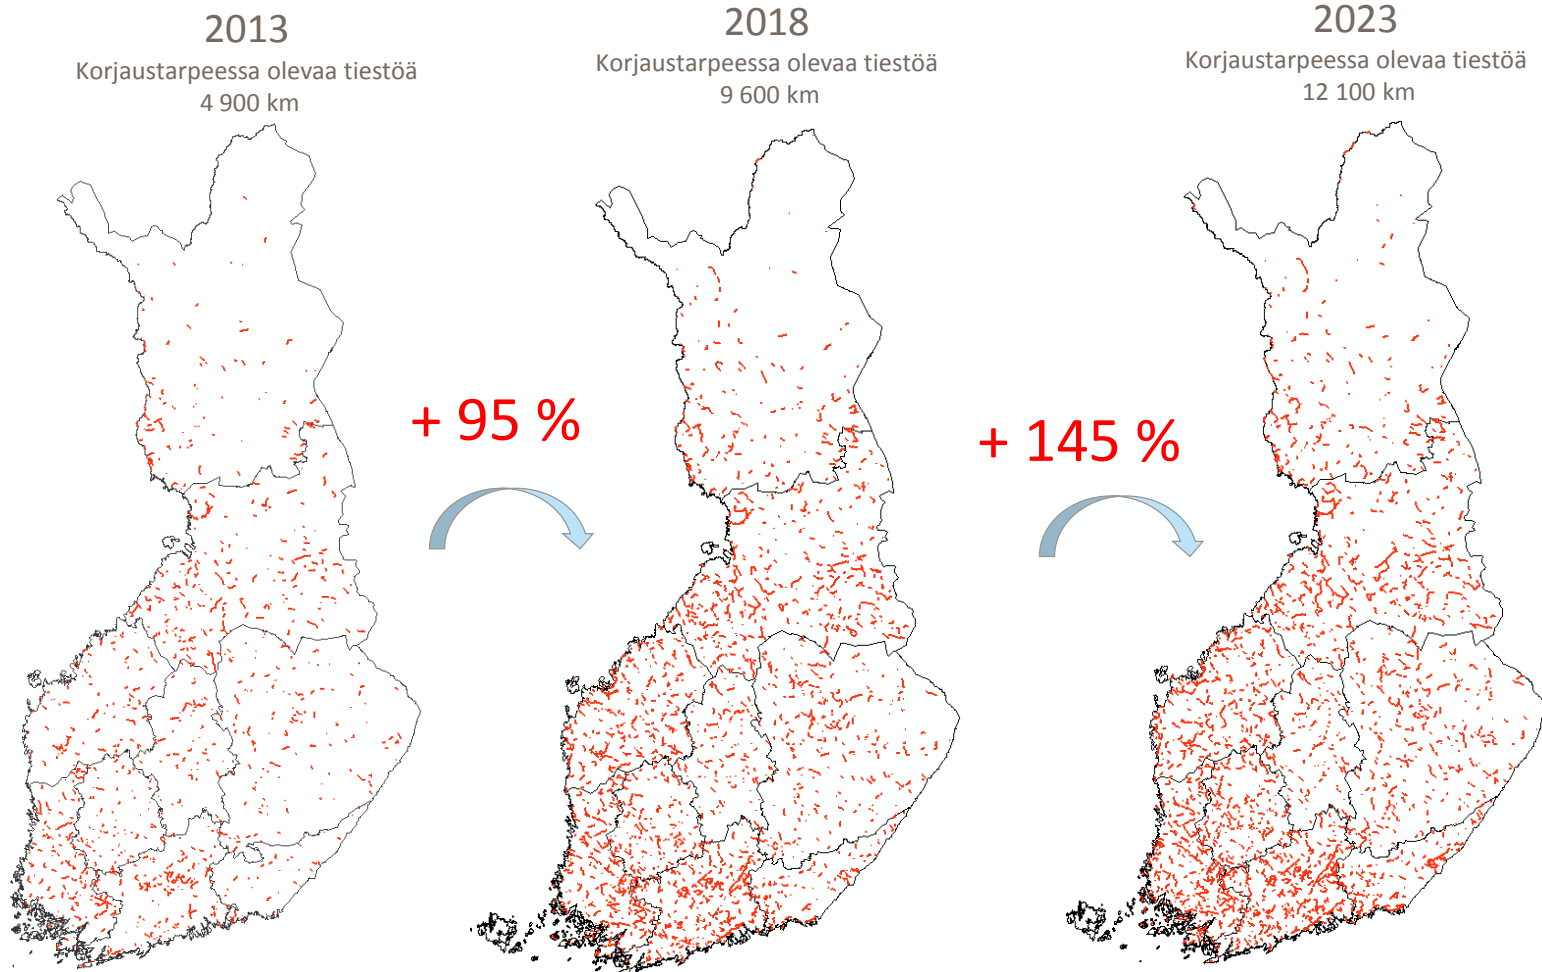 2013
Korjaustarpeessa olevaa tiestöä
4 900 km
2018
Korjaustarpeessa olevaa tiestöä
9 600 km
2023
Korjaustarpeessa olevaa tiestöä
12 100 km
+ 95 %
+ 145 %